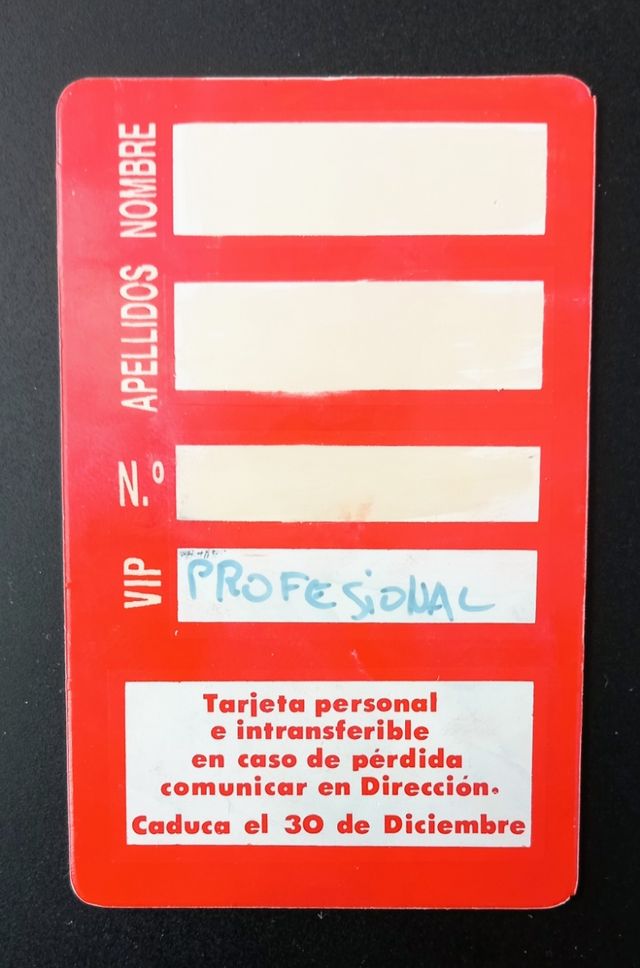 NOMBRE
APELLIDOS
N.º
VIP
PROFESIONAL
Tarjeta personal
e intransferible
en caso de pérdida
comunicar en Dirección.
Caduca el 30 de Diciembre